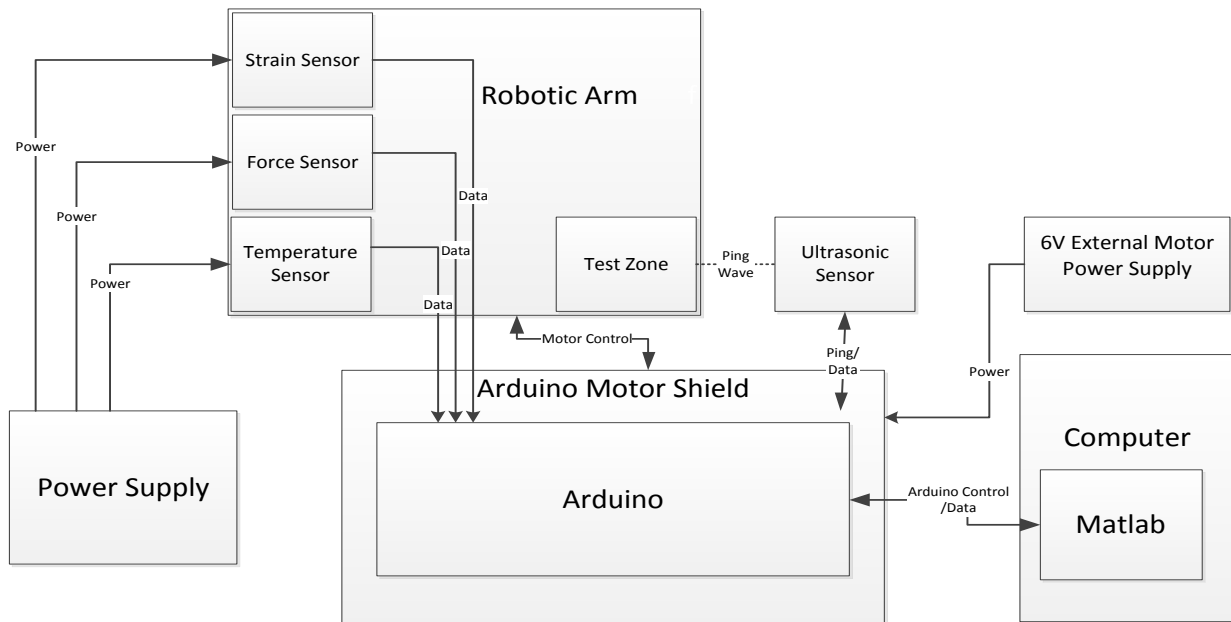 Strain Sensor
Robotic Arm
Power
Force Sensor
Power
Data
Data
Temperature
Sensor
Power
Data
Test Zone
Ping
Wave
Ultrasonic
Sensor
6V External Motor
Power Supply
Motor Control
Ping/
Data
Power
Arduino Motor Shield
Computer
Power Supply
Arduino
Arduino Control
/Data
Matlab